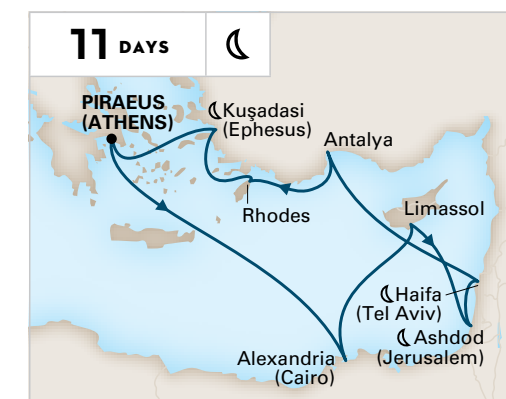 11 DAYS
PIRAEUS
(ATHENS)
Kuşadasi
(Ephesus)
Antalya
Rhodes
Limassol
Haifa
(Tel Aviv)
Ashdod
(Jerusalem)
Alexandria
(Cairo)